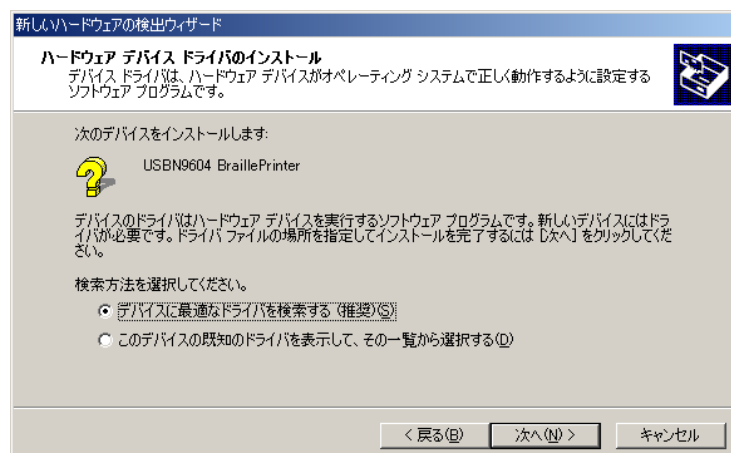 新しいハードウェアの検出ウィザード
ハードウェア デバイス ドライバのインストール
デバイス ドライバは、ハードウェア デバイスがオペレーティング システムで正しく動作するように設定する
ソフトウェア プログラムです。
次のデバイスをインストールします:
USBN9604 BraillePrinter
デバイスのドライバはハードウェア デバイスを実行するソフトウェア プログラムです。新しいデバイスにはドラ
イバが必要です。ドライバ ファイルの場所を指定してインストールを完了するには [次へ] をクリックしてくだ
さい。
検索方法を選択してください。
デバイスに最適なドライバを検索する (推奨)(S)
このデバイスの既知のドライバを表示して、その一覧から選択する(D)
< 戻る(B) 次へ(N) > キャンセル